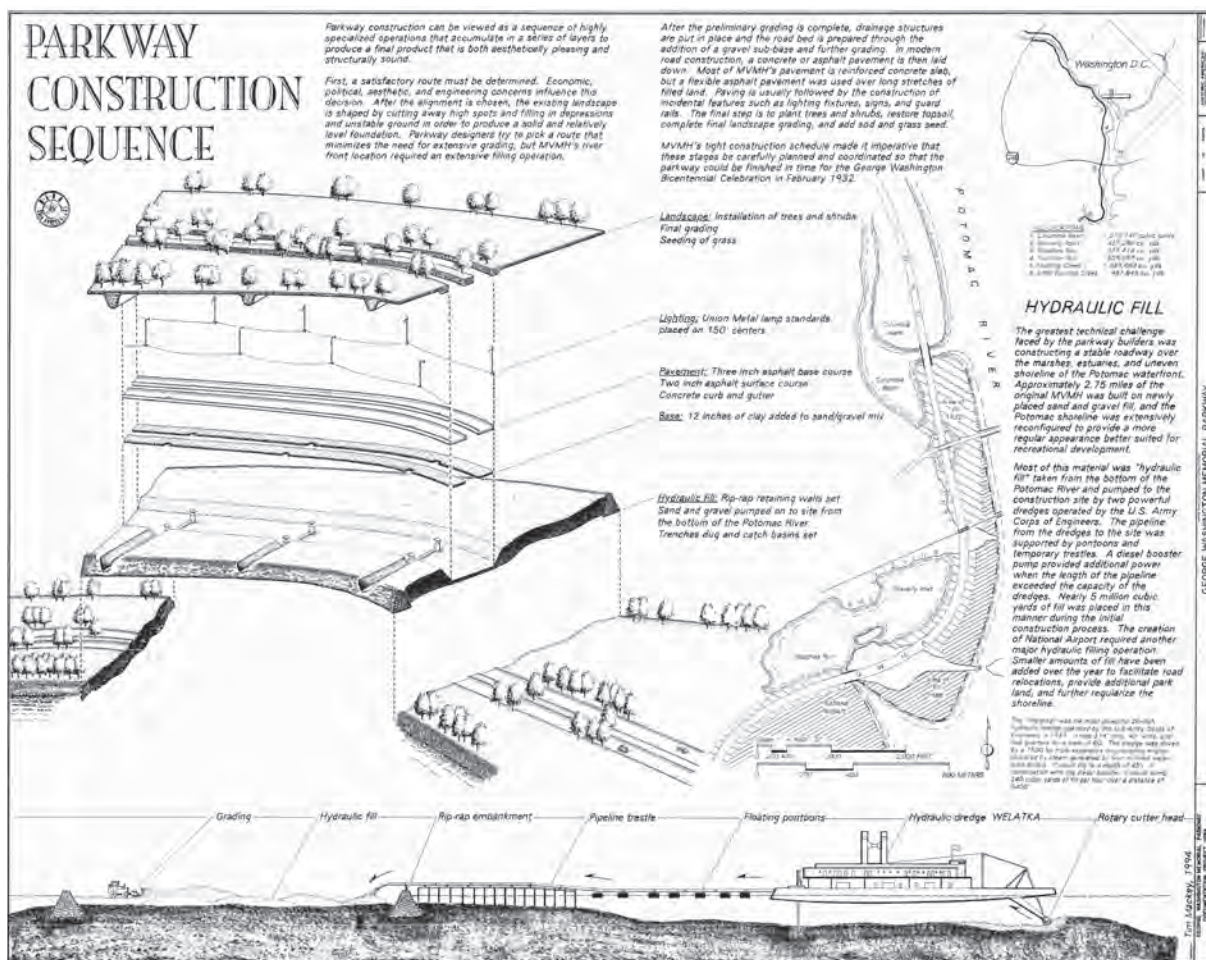 PARKWAY
CONSTRUCTION
SEQUENCE
Parkway construction can be viewed as a sequence of highly
specialized operations that accumulate in a series of layers to
produce a final product that is both aesthetically pleasing and
structurally sound.
First, a satisfactory route must be determined. Economic,
political, aesthetic, and engineering concerns influence this
decision. After the alignment is chosen, the existing landscape
is shaped by cutting away high spots and filling in depressions
and unstable ground in order to produce a solid and relatively
level foundation. Parkway designers try to pick a route that
minimizes the need for extensive grading, but MVMH's river
front location required an extensive filling operation.
After the preliminary grading is complete, drainage structures
are put in place and the road bed is prepared through the
addition of a gravel sub-base and further grading. In modern
road construction, a concrete or asphalt pavement is then laid
down. Most of MVMH's pavement is reinforced concrete slab,
but a flexible asphalt pavement was used over long stretches of
filled land. Paving is usually followed by the construction of
incidental features such as lighting fixtures, signs, and guard
rails. The final step is to plant trees and shrubs, restore topsoil,
complete final landscape grading, and add sod and grass seed.
MVMH's tight construction schedule made it imperative that
these stages be carefully planned and coordinated so that the
parkway could be finished in time for the George Washington
Bicentennial Celebration in February 1932.
Landscape: Installation of trees and shrubs
Final grading
Seeding of grass
Lighting: Union Metal lamp standards
placed on 150' centers
Pavement: Three inch asphalt base course
Two inch asphalt surface course
Concrete curb and gutter
Base: 12 inches of clay added to sand/gravel mix
Hydraulic fill: Rip-rap retaining walls set
Sand and gravel pumped on to site from
the bottom of the Potomac River
Trenches dug and catch basins set
Washington D.C.
POTOMAC RIVER
HYDRAULIC FILL
The greatest technical challenge
faced by the parkway builders was
constructing a stable roadway over
the marshes, estuaries, and uneven
shoreline of the Potomac waterfront.
Approximately 2.75 miles of the
original MVMH was built on newly
placed sand and gravel fill, and the
Potomac shoreline was extensively
reconfigured to provide a more
regular appearance better suited for
recreational development.
Most of this material was "hydraulic
fill" taken from the bottom of the
Potomac River and pumped to the
construction site by two powerful
dredges operated by the U.S. Army
Corps of Engineers. The pipeline
from the dredges to the site was
supported by pontoons and
temporary trestles. A diesel booster
pump provided additional power
when the length of the pipeline
exceeded the capacity of the
dredges. Nearly 5 million cubic
yards of fill was placed in this
manner during the initial
construction process. The creation
of National Airport required another
major hydraulic filling operation.
Smaller amounts of fill have been
added over the year to facilitate road
relocations, provide additional park
land, and further regularize the
shoreline.
Grading
Hydraulic fill
Rip-rap embankment
Pipeline trestle
Floating pontoons
Hydraulic dredge WELATKA
Rotary cutter head
Tim Mackey, 1994
GEORGE WASHINGTON MEMORIAL PARKWAY